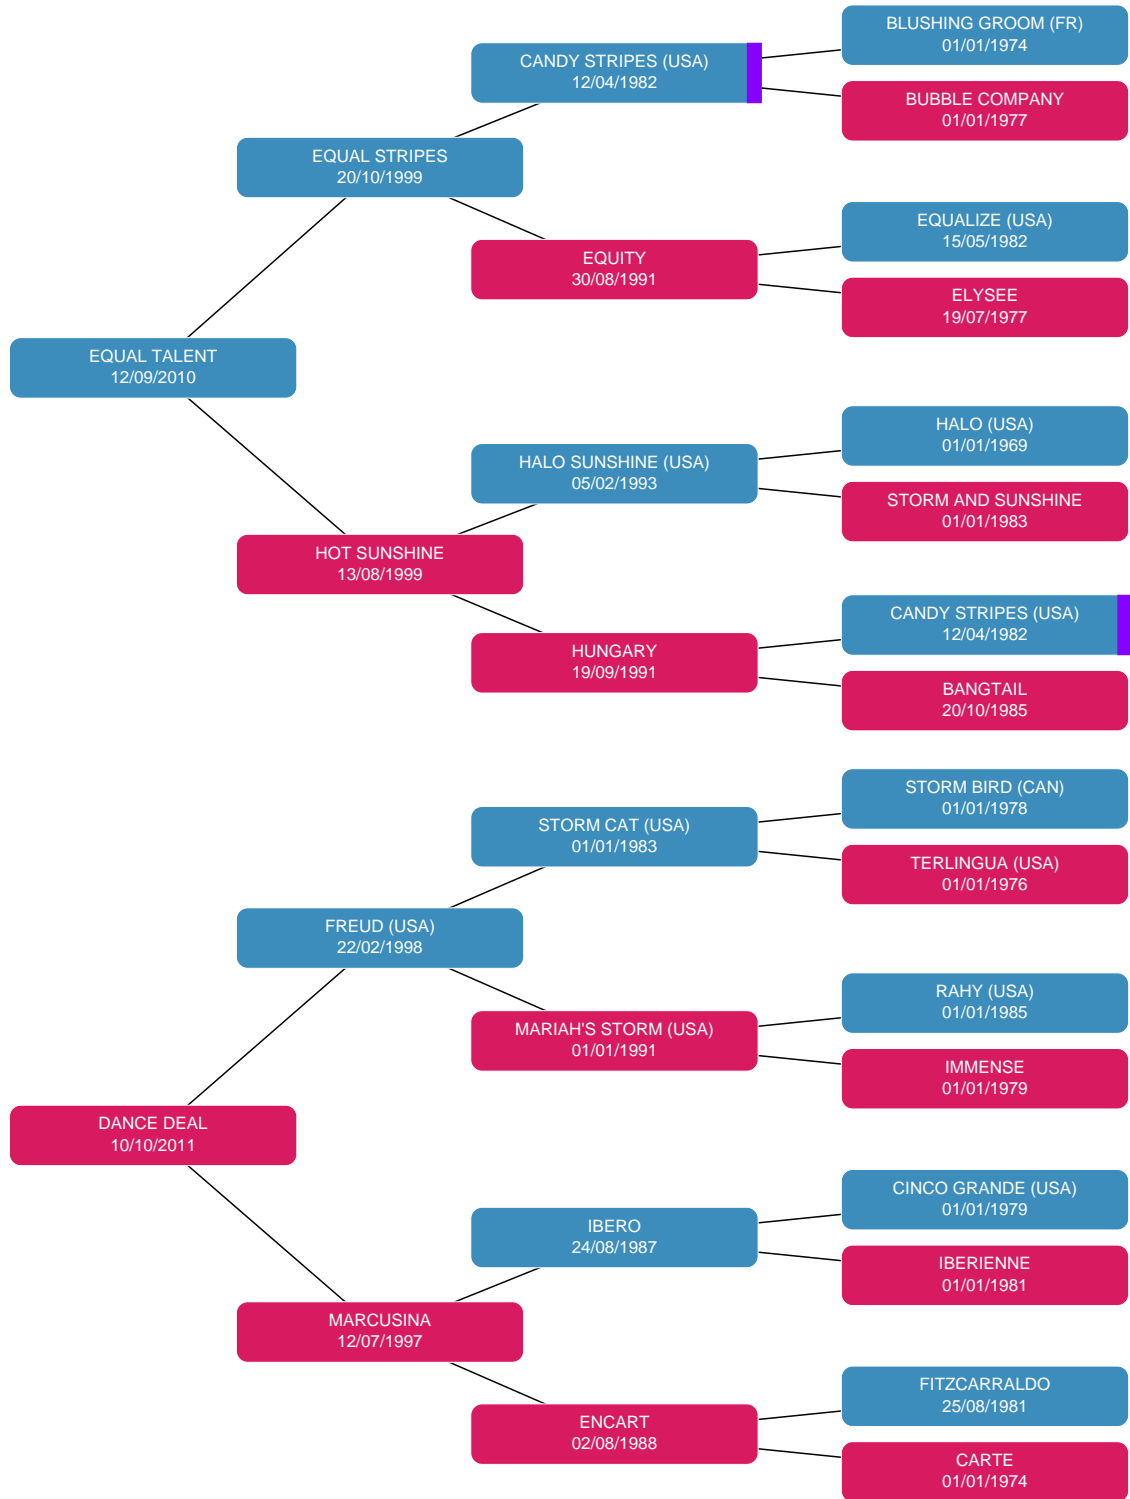 BLUSHING GROOM (FR)
01/01/1974
CANDY STRIPES (USA)
12/04/1982
BUBBLE COMPANY
01/01/1977
EQUAL STRIPES
20/10/1999
EQUALIZE (USA)
15/05/1982
EQUITY
30/08/1991
ELYSEE
19/07/1977
EQUAL TALENT
12/09/2010
HALO (USA)
01/01/1969
HALO SUNSHINE (USA)
05/02/1993
STORM AND SUNSHINE
01/01/1983
HOT SUNSHINE
13/08/1999
CANDY STRIPES (USA)
12/04/1982
HUNGARY
19/09/1991
BANGTAIL
20/10/1985
STORM BIRD (CAN)
01/01/1978
STORM CAT (USA)
01/01/1983
TERLINGUA (USA)
01/01/1976
FREUD (USA)
22/02/1998
RAHY (USA)
01/01/1985
MARIAH'S STORM (USA)
01/01/1991
IMMENSE
01/01/1979
DANCE DEAL
10/10/2011
CINCO GRANDE (USA)
01/01/1979
IBERO
24/08/1987
IBERIENNE
01/01/1981
MARCUSINA
12/07/1997
FITZCARRALDO
25/08/1981
ENCART
02/08/1988
CARTE
01/01/1974